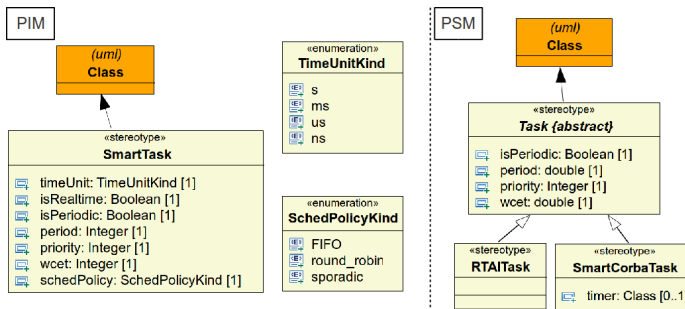 PIM
(uml)
Class
«stereotype»
SmartTask
timeUnit: TimeUnitKind [1]
isRealtime: Boolean [1]
isPeriodic: Boolean [1]
period: Integer [1]
priority: Integer [1]
wcet: Integer [1]
schedPolicy: SchedPolicyKind [1]
«enumeration»
TimeUnitKind
s
ms
us
ns
«enumeration»
SchedPolicyKind
FIFO
round_robin
sporadic
PSM
(uml)
Class
«stereotype»
Task {abstract}
isPeriodic: Boolean [1]
period: double [1]
priority: Integer [1]
wcet: double [1]
«stereotype»
RTAITask
«stereotype»
SmartCorbaTask
timer: Class [0..1